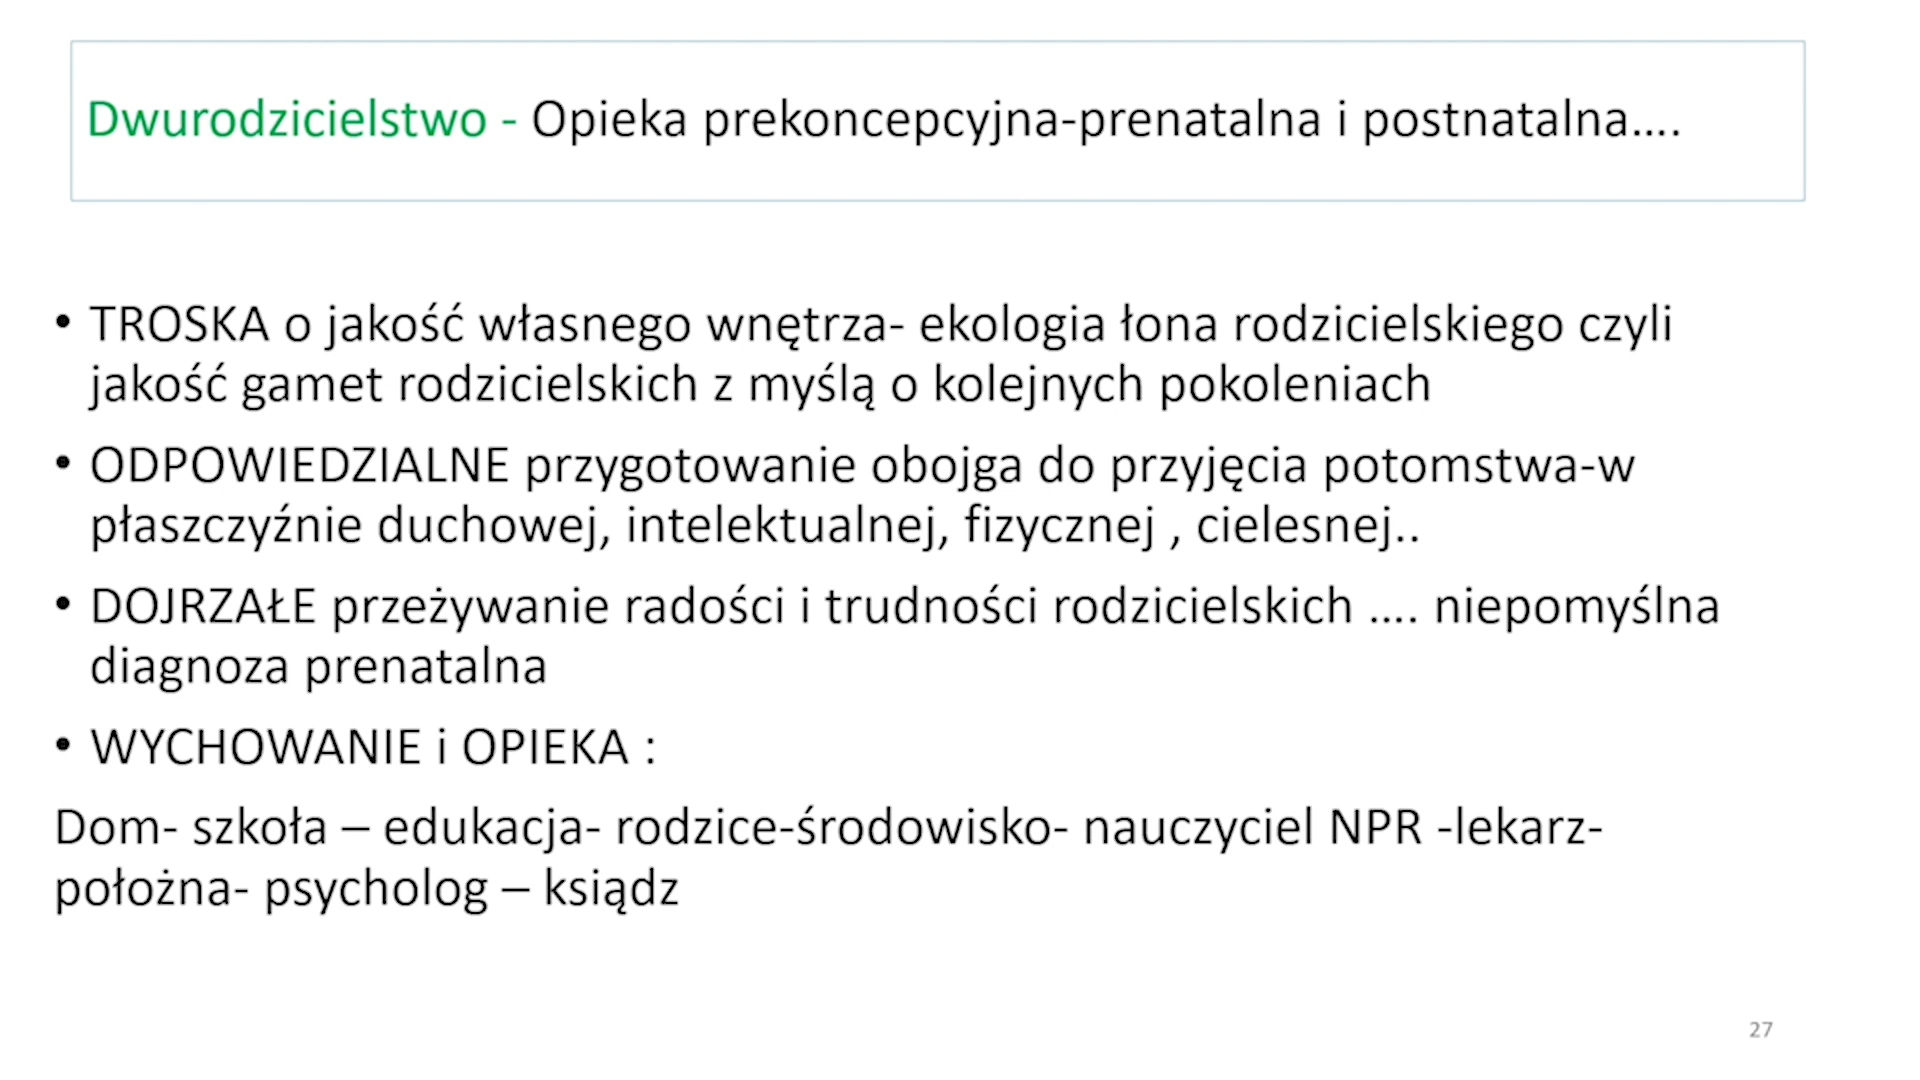 Dwurodzicielstwo - Opieka prekoncepcyjna-prenatalna i postnatalna....
• TROSKA o jakość własnego wnętrza- ekologia łona rodzicielskiego czyli
jakość gamet rodzicielskich z myślą o kolejnych pokoleniach
• ODPOWIEDZIALNE przygotowanie obojga do przyjęcia potomstwa-w
płaszczyźnie duchowej, intelektualnej, fizycznej , cielesnej..
• DOJRZAŁE przeżywanie radości i trudności rodzicielskich .... niepomyślna
diagnoza prenatalna
• WYCHOWANIE i OPIEKA :
Dom- szkoła – edukacja- rodzice-środowisko- nauczyciel NPR -lekarz-
położna- psycholog – ksiądz
27